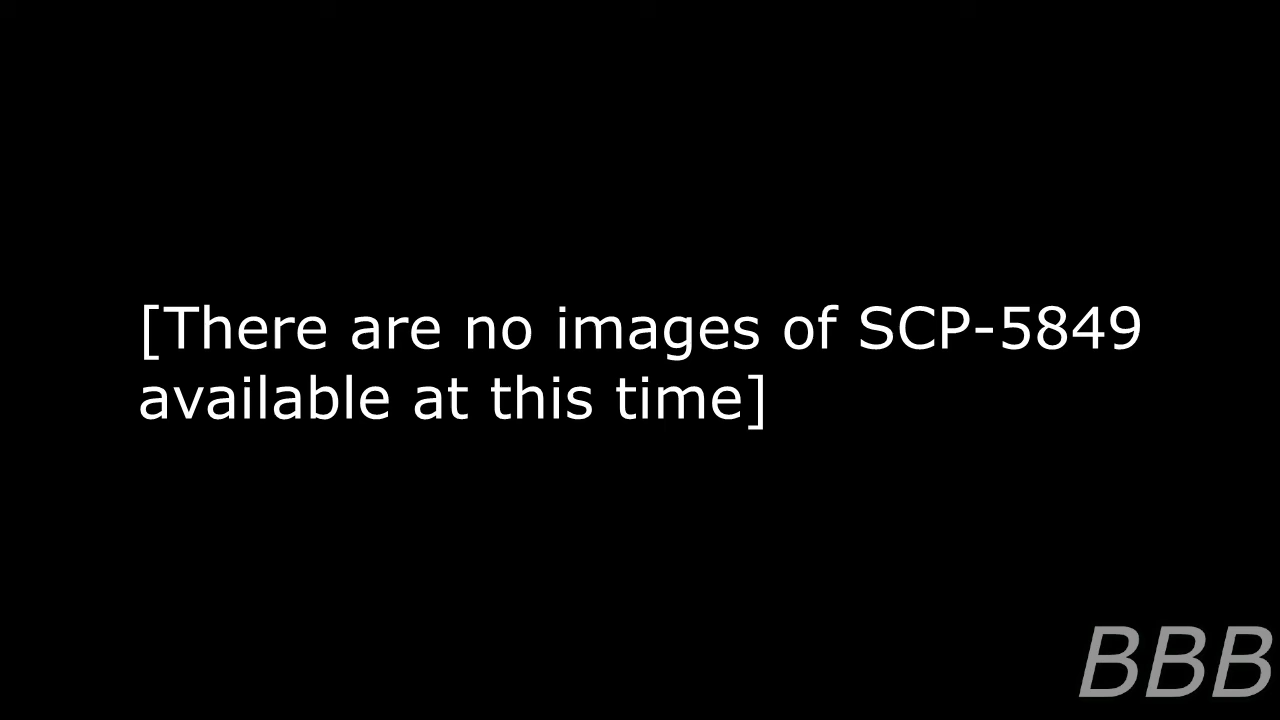 [There are no images of SCP-5849
available at this time]
BBB